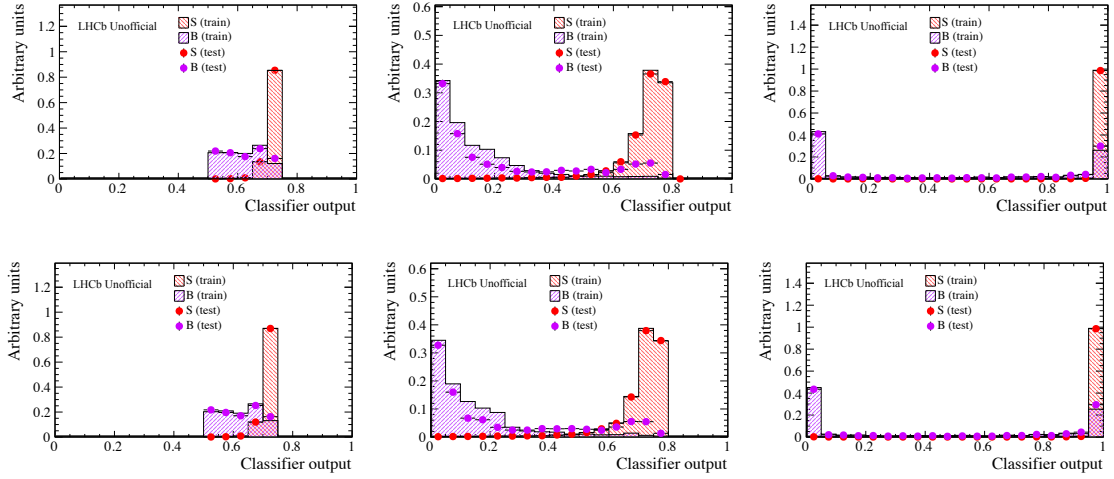 Arbitrary units
LHCb Unofficial
S (train)
B (train)
S (test)
B (test)
1.2
1
0.8
0.6
0.4
0.2
0
0 0.2 0.4 0.6 0.8 1
Classifier output
Arbitrary units
LHCb Unofficial
S (train)
B (train)
S (test)
B (test)
0.6
0.5
0.4
0.3
0.2
0.1
0
0 0.2 0.4 0.6 0.8 1
Classifier output
Arbitrary units
LHCb Unofficial
S (train)
B (train)
S (test)
B (test)
1.4
1.2
1
0.8
0.6
0.4
0.2
0
0 0.2 0.4 0.6 0.8 1
Classifier output
Arbitrary units
LHCb Unofficial
S (train)
B (train)
S (test)
B (test)
1.2
1
0.8
0.6
0.4
0.2
0
0 0.2 0.4 0.6 0.8 1
Classifier output
Arbitrary units
LHCb Unofficial
S (train)
B (train)
S (test)
B (test)
0.6
0.5
0.4
0.3
0.2
0.1
0
0 0.2 0.4 0.6 0.8 1
Classifier output
Arbitrary units
LHCb Unofficial
S (train)
B (train)
S (test)
B (test)
1.4
1.2
1
0.8
0.6
0.4
0.2
0
0 0.2 0.4 0.6 0.8 1
Classifier output